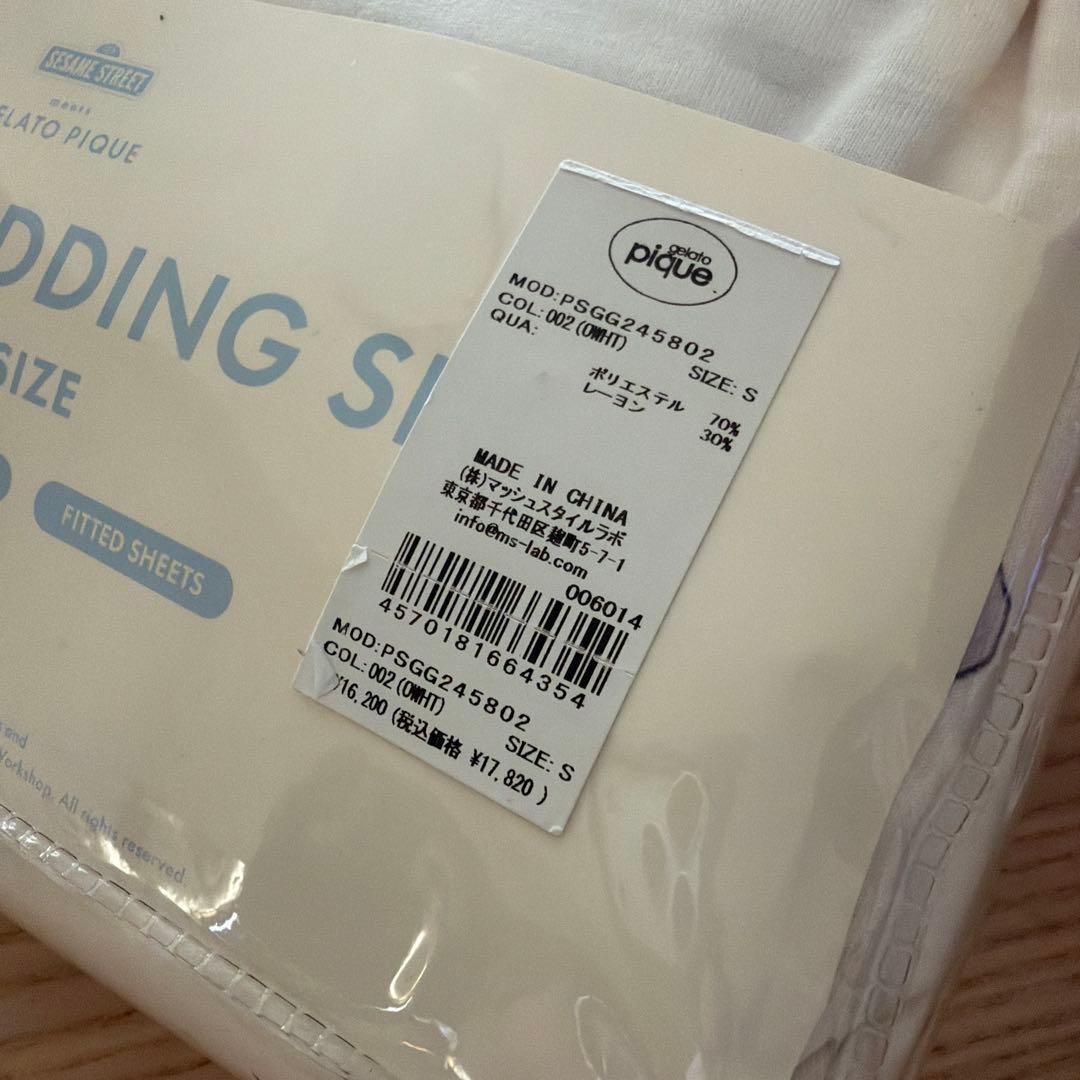 SESAME STREET
meets
ELATO PIQUE
DDING S
SIZE
FITTED SHEETS
and
Workshop. All rights reserved.
gelato
pique
MOD:PSGG245802
COL:002(OWHT) SIZE: S
QUA:
ポリエステル 70%
レーヨン 30%
MADE IN CHINA
(株)マッシュスタイルラボ
東京都千代田区麹町5-7-1
info@ms-lab.com
006014
4570181664354
MOD:PSGG245802
COL:002(OWHT) SIZE: S
¥16,200 (税込価格 ¥17,820 )